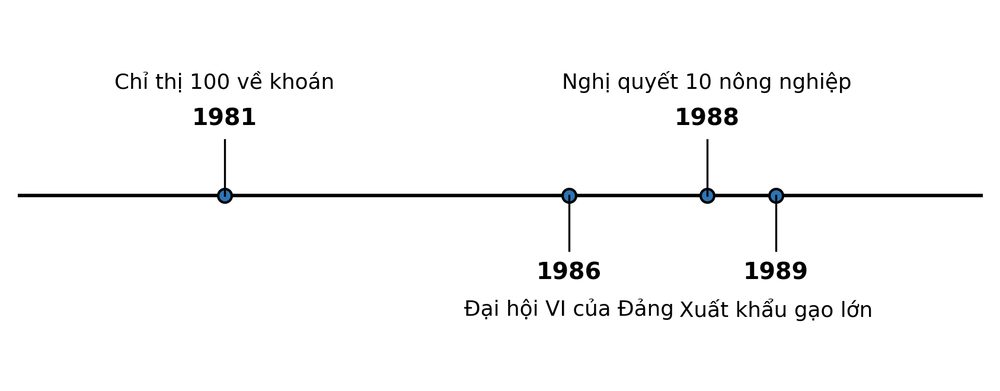 Chỉ thị 100 về khoán
1981
Nghị quyết 10 nông nghiệp
1988
1986
Đại hội VI của Đảng
1989
Xuất khẩu gạo lớn